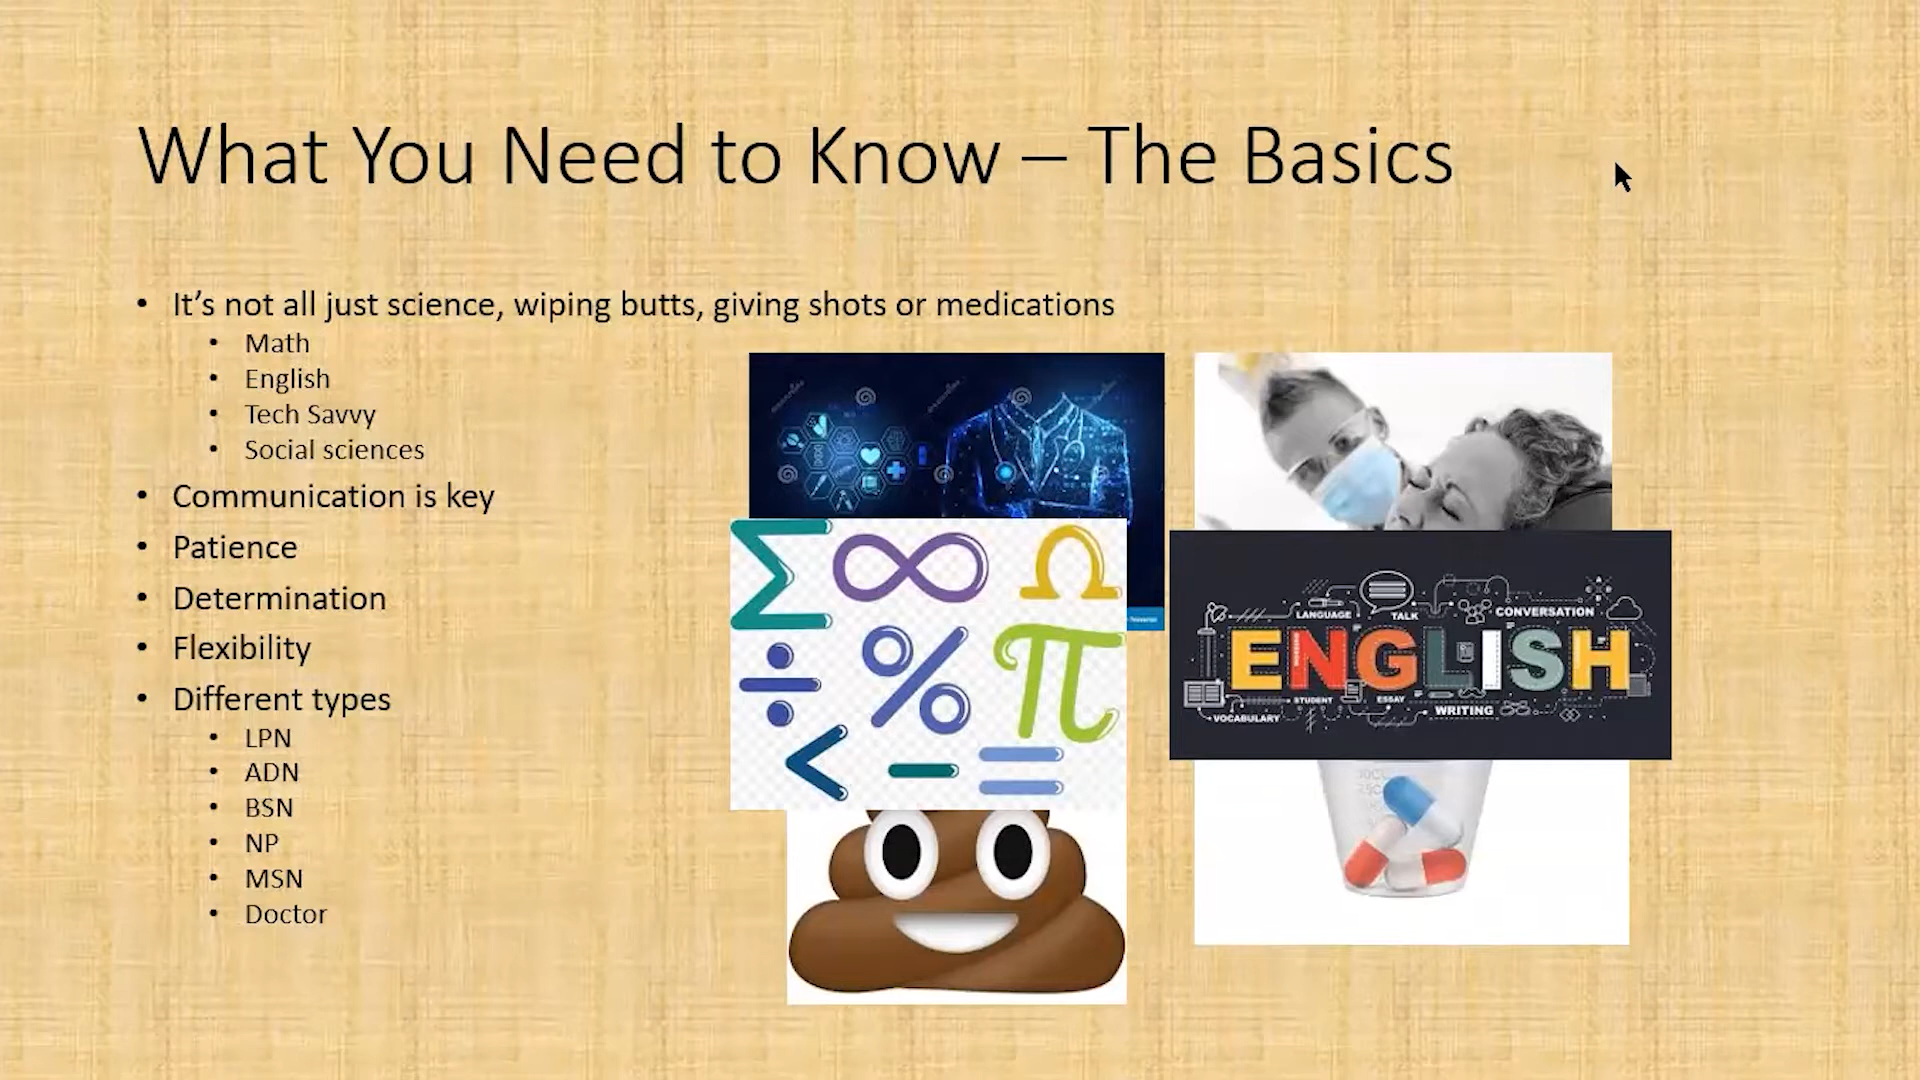 What You Need to Know – The Basics
• It's not all just science, wiping butts, giving shots or medications
• Math
• English
• Tech Savvy
• Social sciences
• Communication is key
• Patience
• Determination
• Flexibility
• Different types
• LPN
• ADN
• BSN
• NP
• MSN
• Doctor
Σ ∞ Ω
÷ % π
< − =
LANGUAGE TALK CONVERSATION
ENGLISH
STUDENT ESSAY
VOCABULARY WRITING